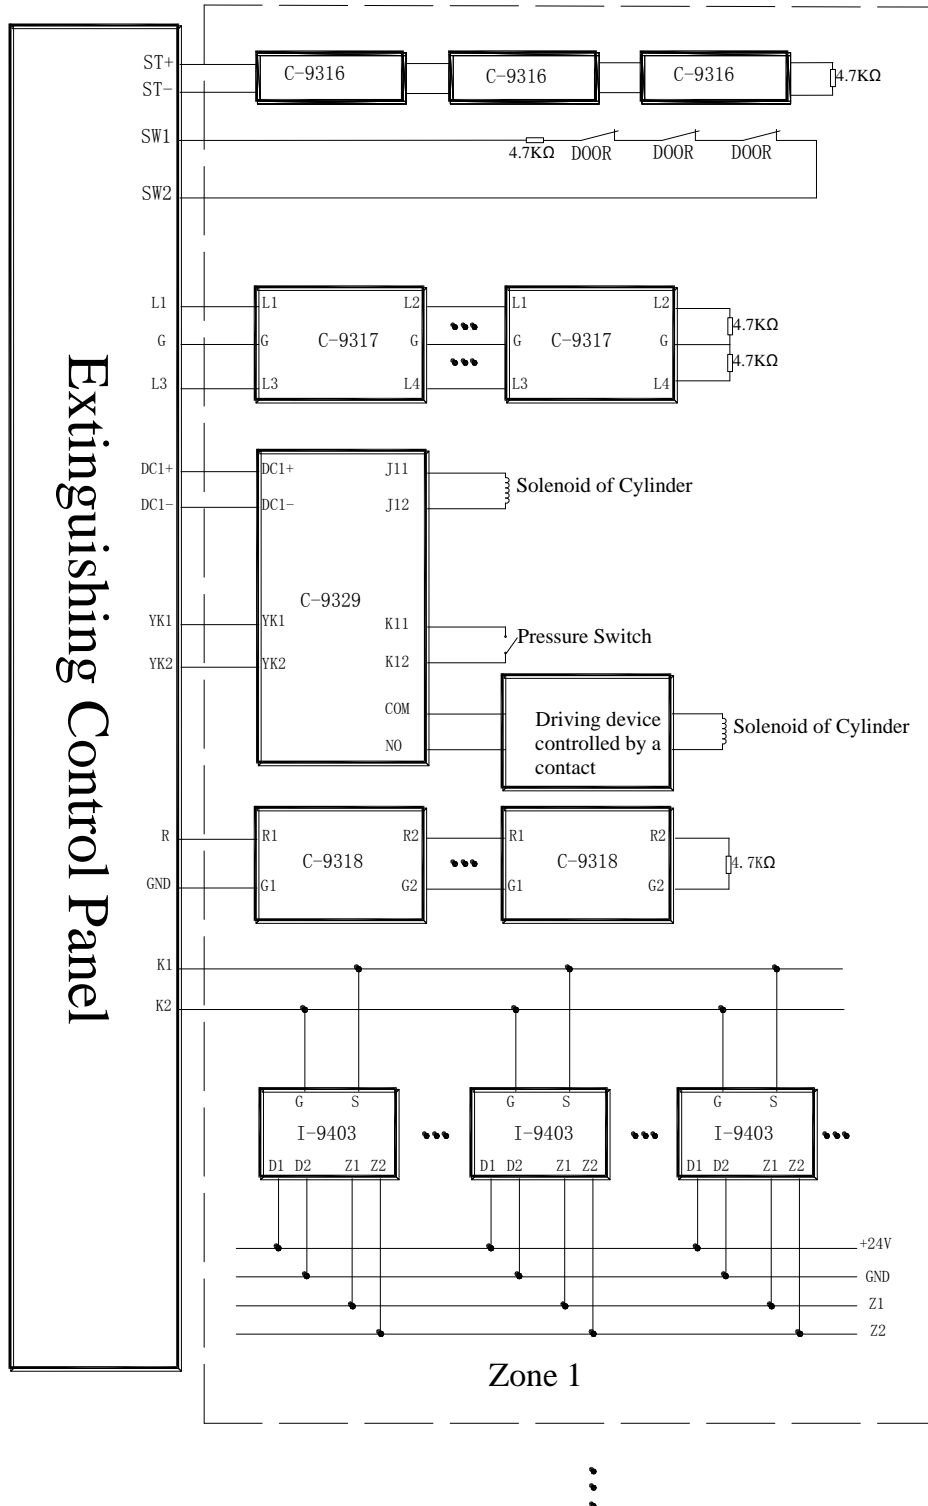 Extinguishing Control Panel
ST+
ST-
C-9316
C-9316
C-9316
4.7KΩ
SW1
4.7KΩ
DOOR
DOOR
DOOR
SW2
L1
L1
L2
L1
L2
4.7KΩ
G
G
C-9317
G
G
C-9317
G
4.7KΩ
L3
L3
L4
L3
L4
DC1+
DC1+
J11
Solenoid of Cylinder
DC1-
DC1-
J12
C-9329
YK1
YK1
K11
Pressure Switch
YK2
YK2
K12
COM
NO
Driving device
controlled by a
contact
Solenoid of Cylinder
R
R1
R2
R1
R2
C-9318
C-9318
4.7KΩ
GND
G1
G2
G1
G2
K1
K2
G S
G S
G S
I-9403
I-9403
I-9403
D1 D2 Z1 Z2
D1 D2 Z1 Z2
D1 D2 Z1 Z2
+24V
GND
Z1
Z2
Zone 1